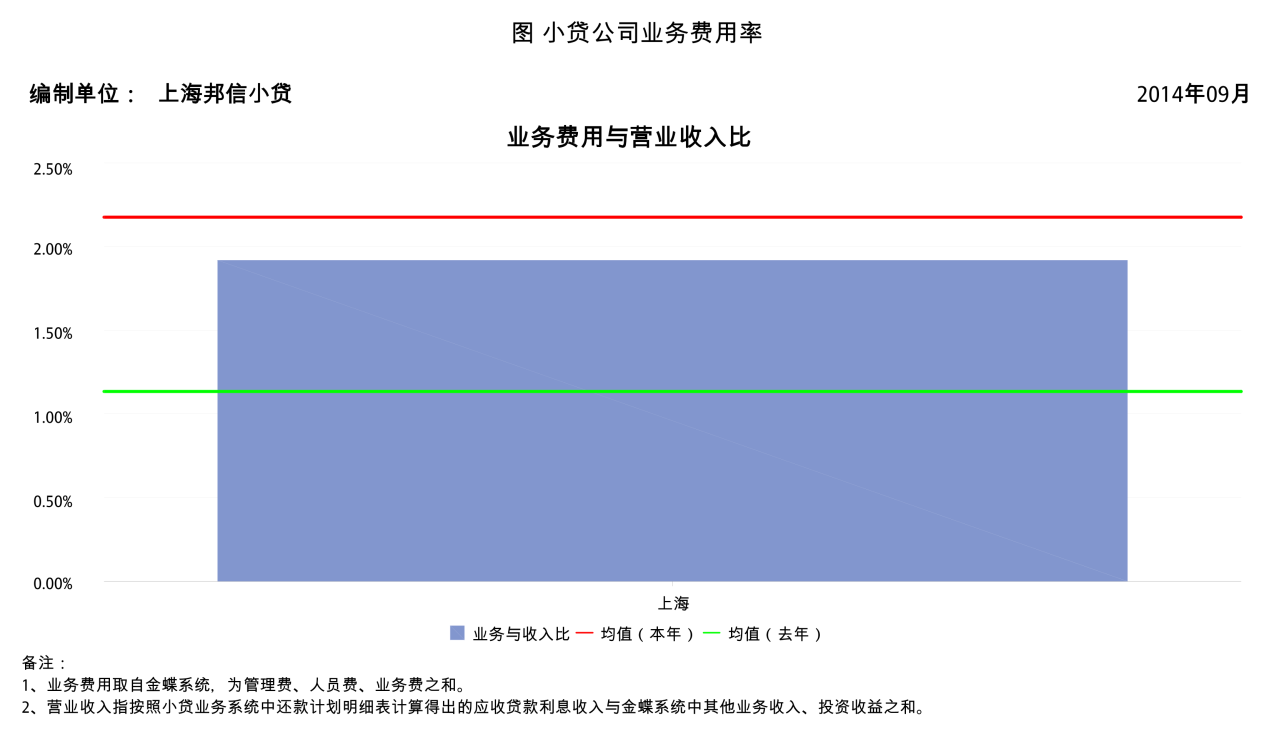 图 小贷公司业务费用率
编制单位： 上海邦信小贷 2014年09月
业务费用与营业收入比
2.50%
2.00%
1.50%
1.00%
0.50%
0.00%
上海
业务与收入比 均值（本年） 均值（去年）
备注：
1、业务费用取自金蝶系统，为管理费、人员费、业务费之和。
2、营业收入指按照小贷业务系统中还款计划明细表计算得出的应收贷款利息收入与金蝶系统中其他业务收入、投资收益之和。